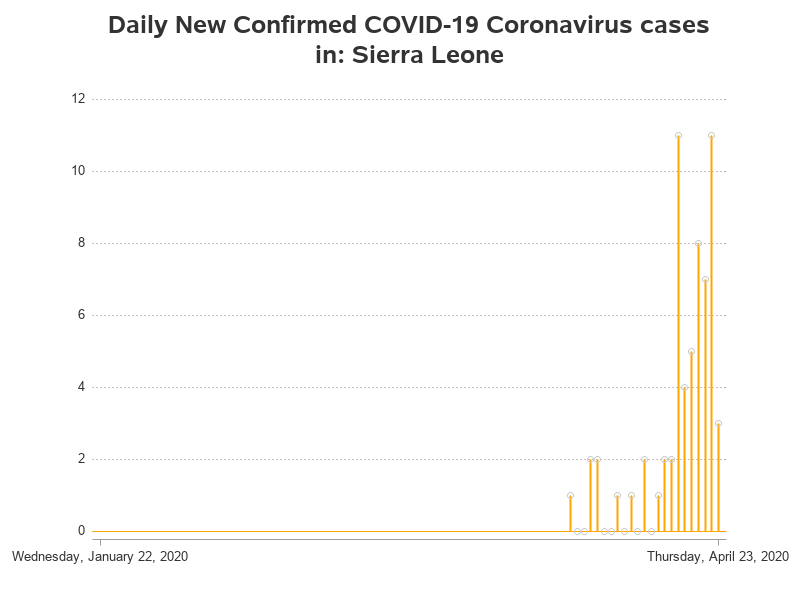 Daily New Confirmed COVID-19 Coronavirus cases
in: Sierra Leone
12
10
8
6
4
2
0
Wednesday, January 22, 2020 Thursday, April 23, 2020